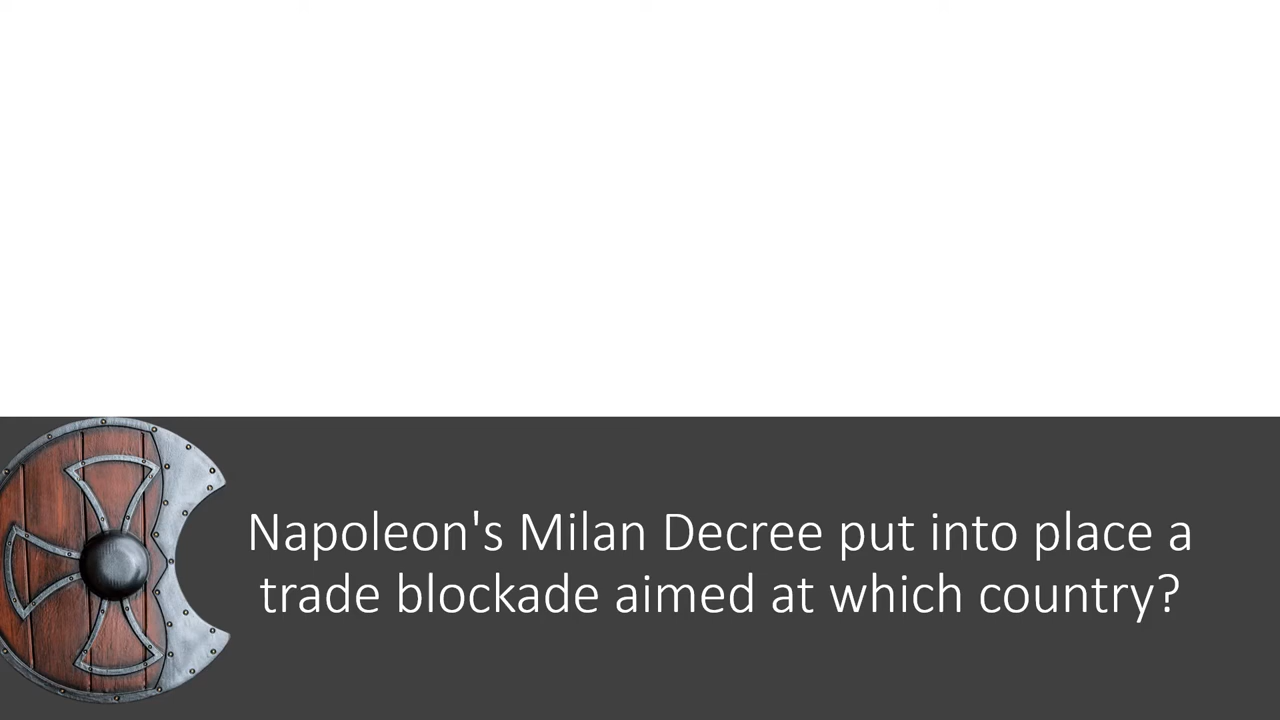 Napoleon's Milan Decree put into place a
trade blockade aimed at which country?